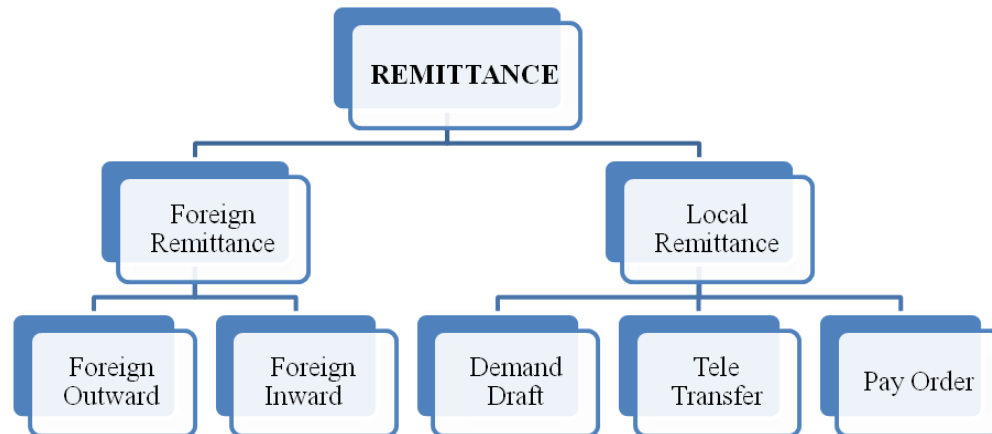 REMITTANCE
Foreign
Remittance
Local
Remittance
Foreign
Outward
Foreign
Inward
Demand
Draft
Tele
Transfer
Pay Order